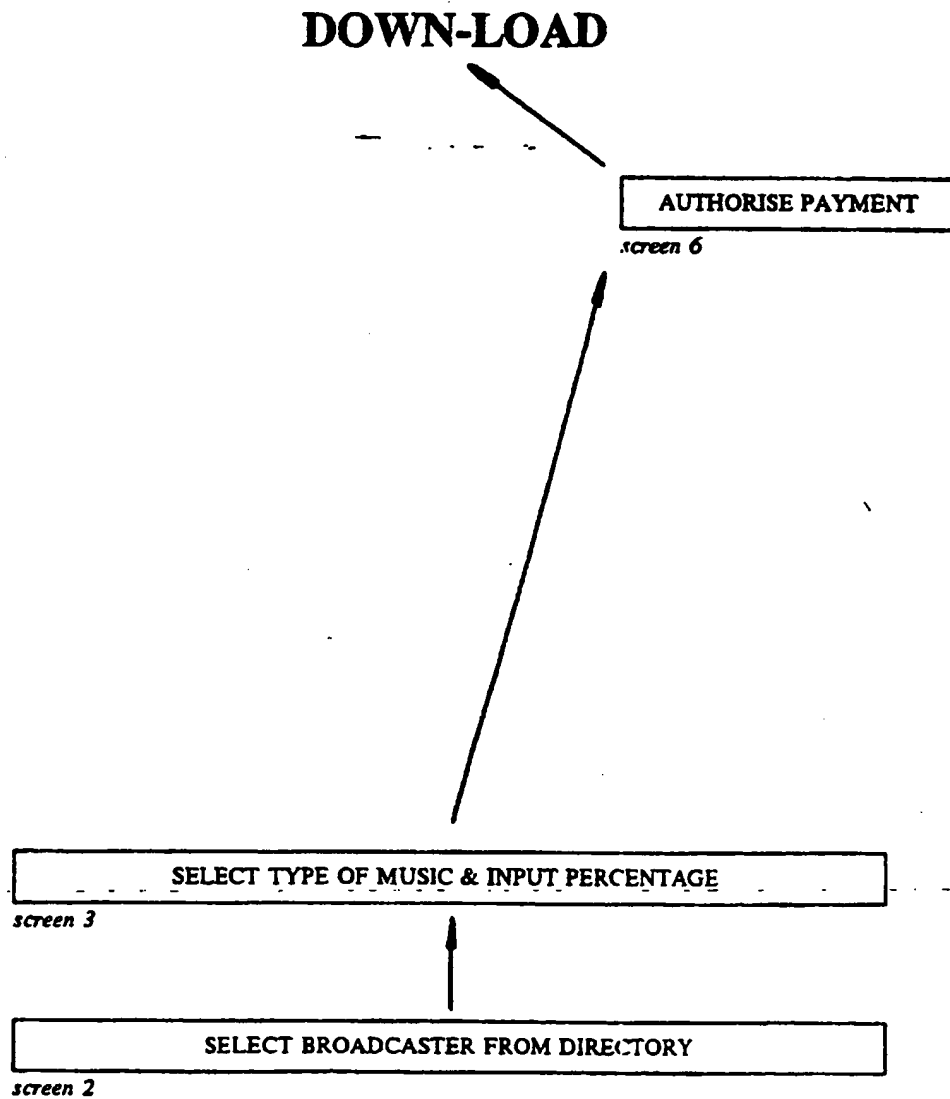 DOWN-LOAD
AUTHORISE PAYMENT
screen 6
SELECT TYPE OF MUSIC & INPUT PERCENTAGE
screen 3
SELECT BROADCASTER FROM DIRECTORY
screen 2